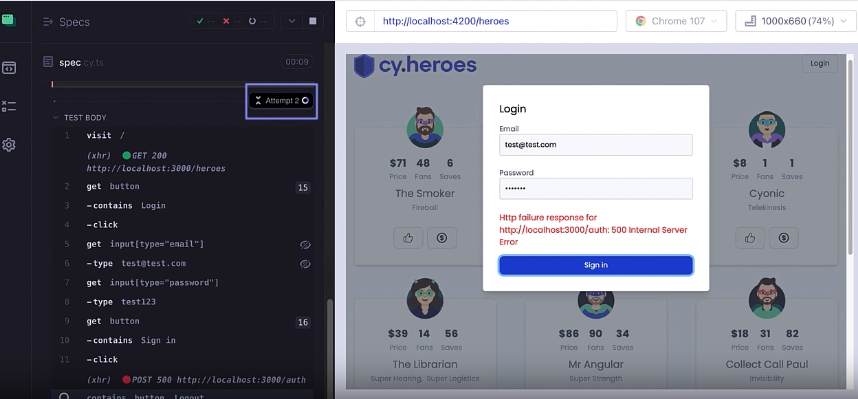 Specs
✓ -- ✕ -- --
http://localhost:4200/heroes
Chrome 107
1000x660 (74%)
spec cy.ts
00:09
Attempt 2
TEST BODY
1 visit /
(xhr) GET 200
http://localhost:3000/heroes
2 get button 15
3 -contains Login
4 -click
5 get input[type="email"]
6 -type test@test.com
7 get input[type="password"]
8 -type test123
9 get button 16
10 -contains Sign in
11 -click
(xhr) POST 500 http://localhost:3000/auth
contains button, Logout
cy.heroes
Login
$71 48 6
Price Fans Saves
The Smoker
Fireball
$8 1 1
Price Fans Saves
Cyonic
Telekinesis
Login
Email
test@test.com
Password
•••••••
Http failure response for
http://localhost:3000/auth: 500 Internal Server
Error
Sign in
$39 14 56
Price Fans Saves
The Librarian
Super Hearing, Super Logistics
$86 90 34
Price Fans Saves
Mr Angular
Super Strength
$18 31 82
Price Fans Saves
Collect Call Paul
Invisibility